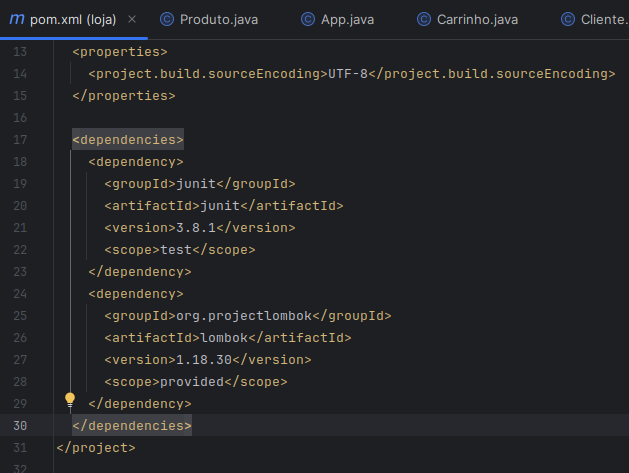 m pom.xml (loja) × © Produto.java © App.java © Carrinho.java © Cliente.
13 <properties>
14 <project.build.sourceEncoding>UTF-8</project.build.sourceEncoding>
15 </properties>
16
17 <dependencies>
18 <dependency>
19 <groupId>junit</groupId>
20 <artifactId>junit</artifactId>
21 <version>3.8.1</version>
22 <scope>test</scope>
23 </dependency>
24 <dependency>
25 <groupId>org.projectlombok</groupId>
26 <artifactId>lombok</artifactId>
27 <version>1.18.30</version>
28 <scope>provided</scope>
29 </dependency>
30 </dependencies>
31 </project>
32